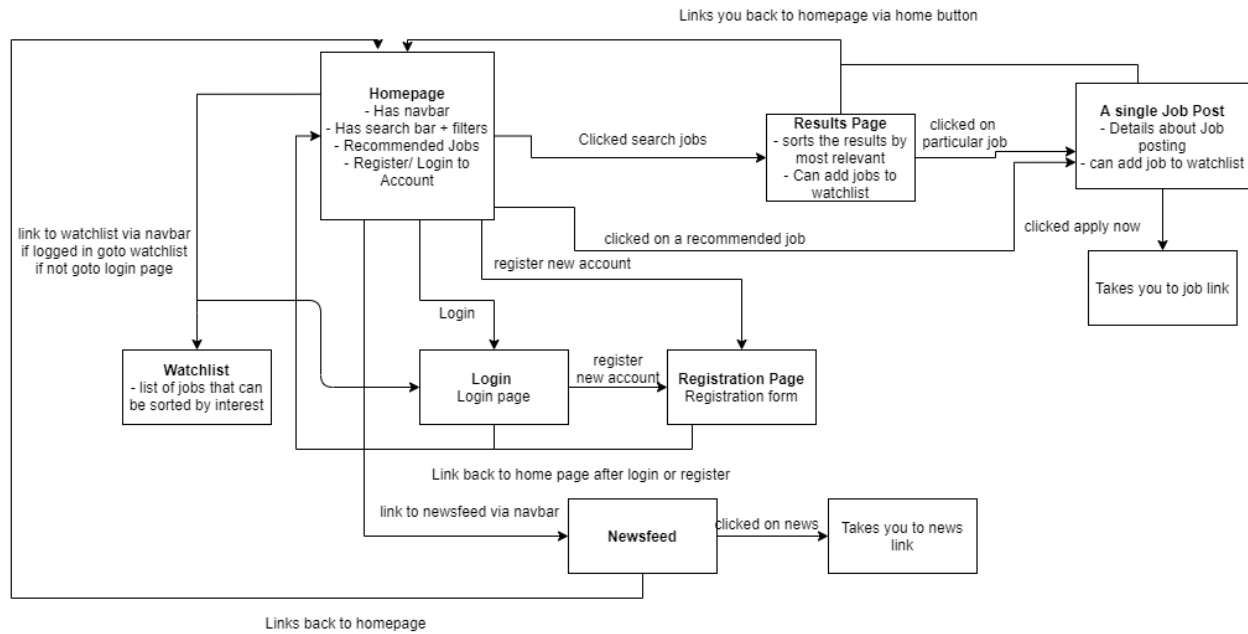 Links you back to homepage via home button
Homepage
- Has navbar
- Has search bar + filters
- Recommended Jobs
- Register/ Login to
Account
Clicked search jobs
Results Page
- sorts the results by
most relevant
- Can add jobs to
watchlist
clicked on
particular job
A single Job Post
- Details about Job
posting
- can add job to watchlist
link to watchlist via navbar
if logged in goto watchlist
if not goto login page
clicked on a recommended job
clicked apply now
register new account
Takes you to job link
Login
Watchlist
- list of jobs that can
be sorted by interest
Login
Login page
register
new account
Registration Page
Registration form
Link back to home page after login or register
link to newsfeed via navbar
Newsfeed
clicked on news
Takes you to news
link
Links back to homepage